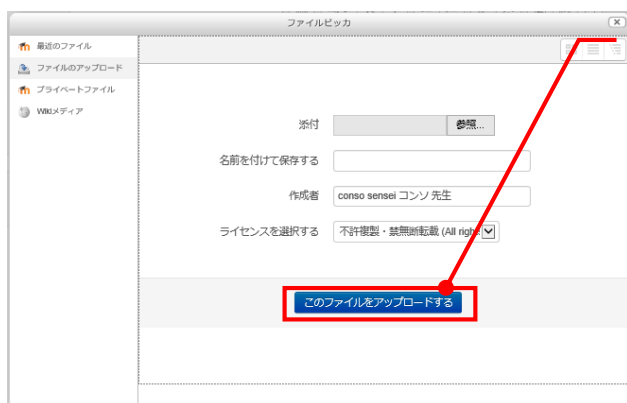 ファイルピッカ
最近のファイル
ファイルのアップロード
プライベートファイル
Wikiメディア
添付
参照...
名前を付けて保存する
作成者
conso sensei コンソ 先生
ライセンスを選択する
不許複製・禁無断転載 (All righ
このファイルをアップロードする